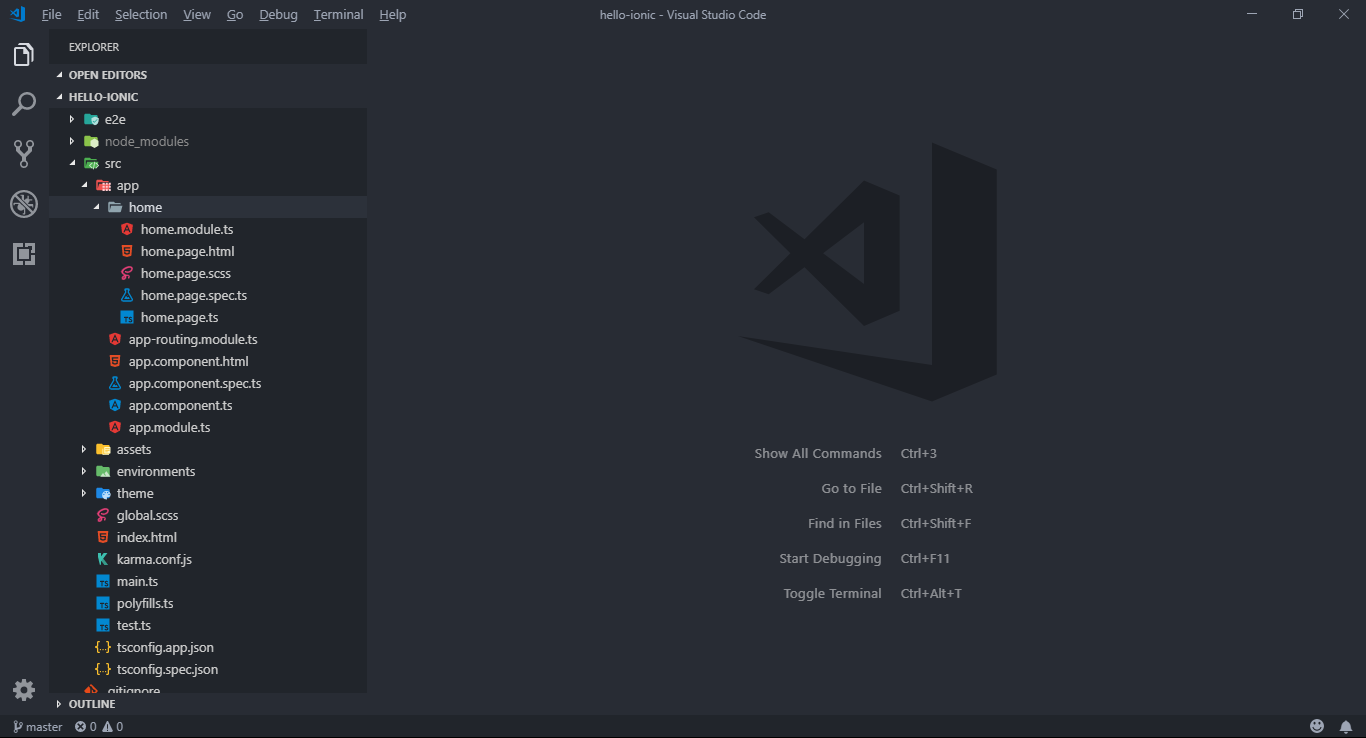 File Edit Selection View Go Debug Terminal Help hello-ionic - Visual Studio Code
EXPLORER
OPEN EDITORS
HELLO-IONIC
e2e
node_modules
src
app
home
home.module.ts
home.page.html
home.page.scss
home.page.spec.ts
home.page.ts
app-routing.module.ts
app.component.html
app.component.spec.ts
app.component.ts
app.module.ts
assets
environments
theme
global.scss
index.html
karma.conf.js
main.ts
polyfills.ts
test.ts
tsconfig.app.json
tsconfig.spec.json
.gitignore
OUTLINE
Show All Commands Ctrl+3
Go to File Ctrl+Shift+R
Find in Files Ctrl+Shift+F
Start Debugging Ctrl+F11
Toggle Terminal Ctrl+Alt+T
master 0 0